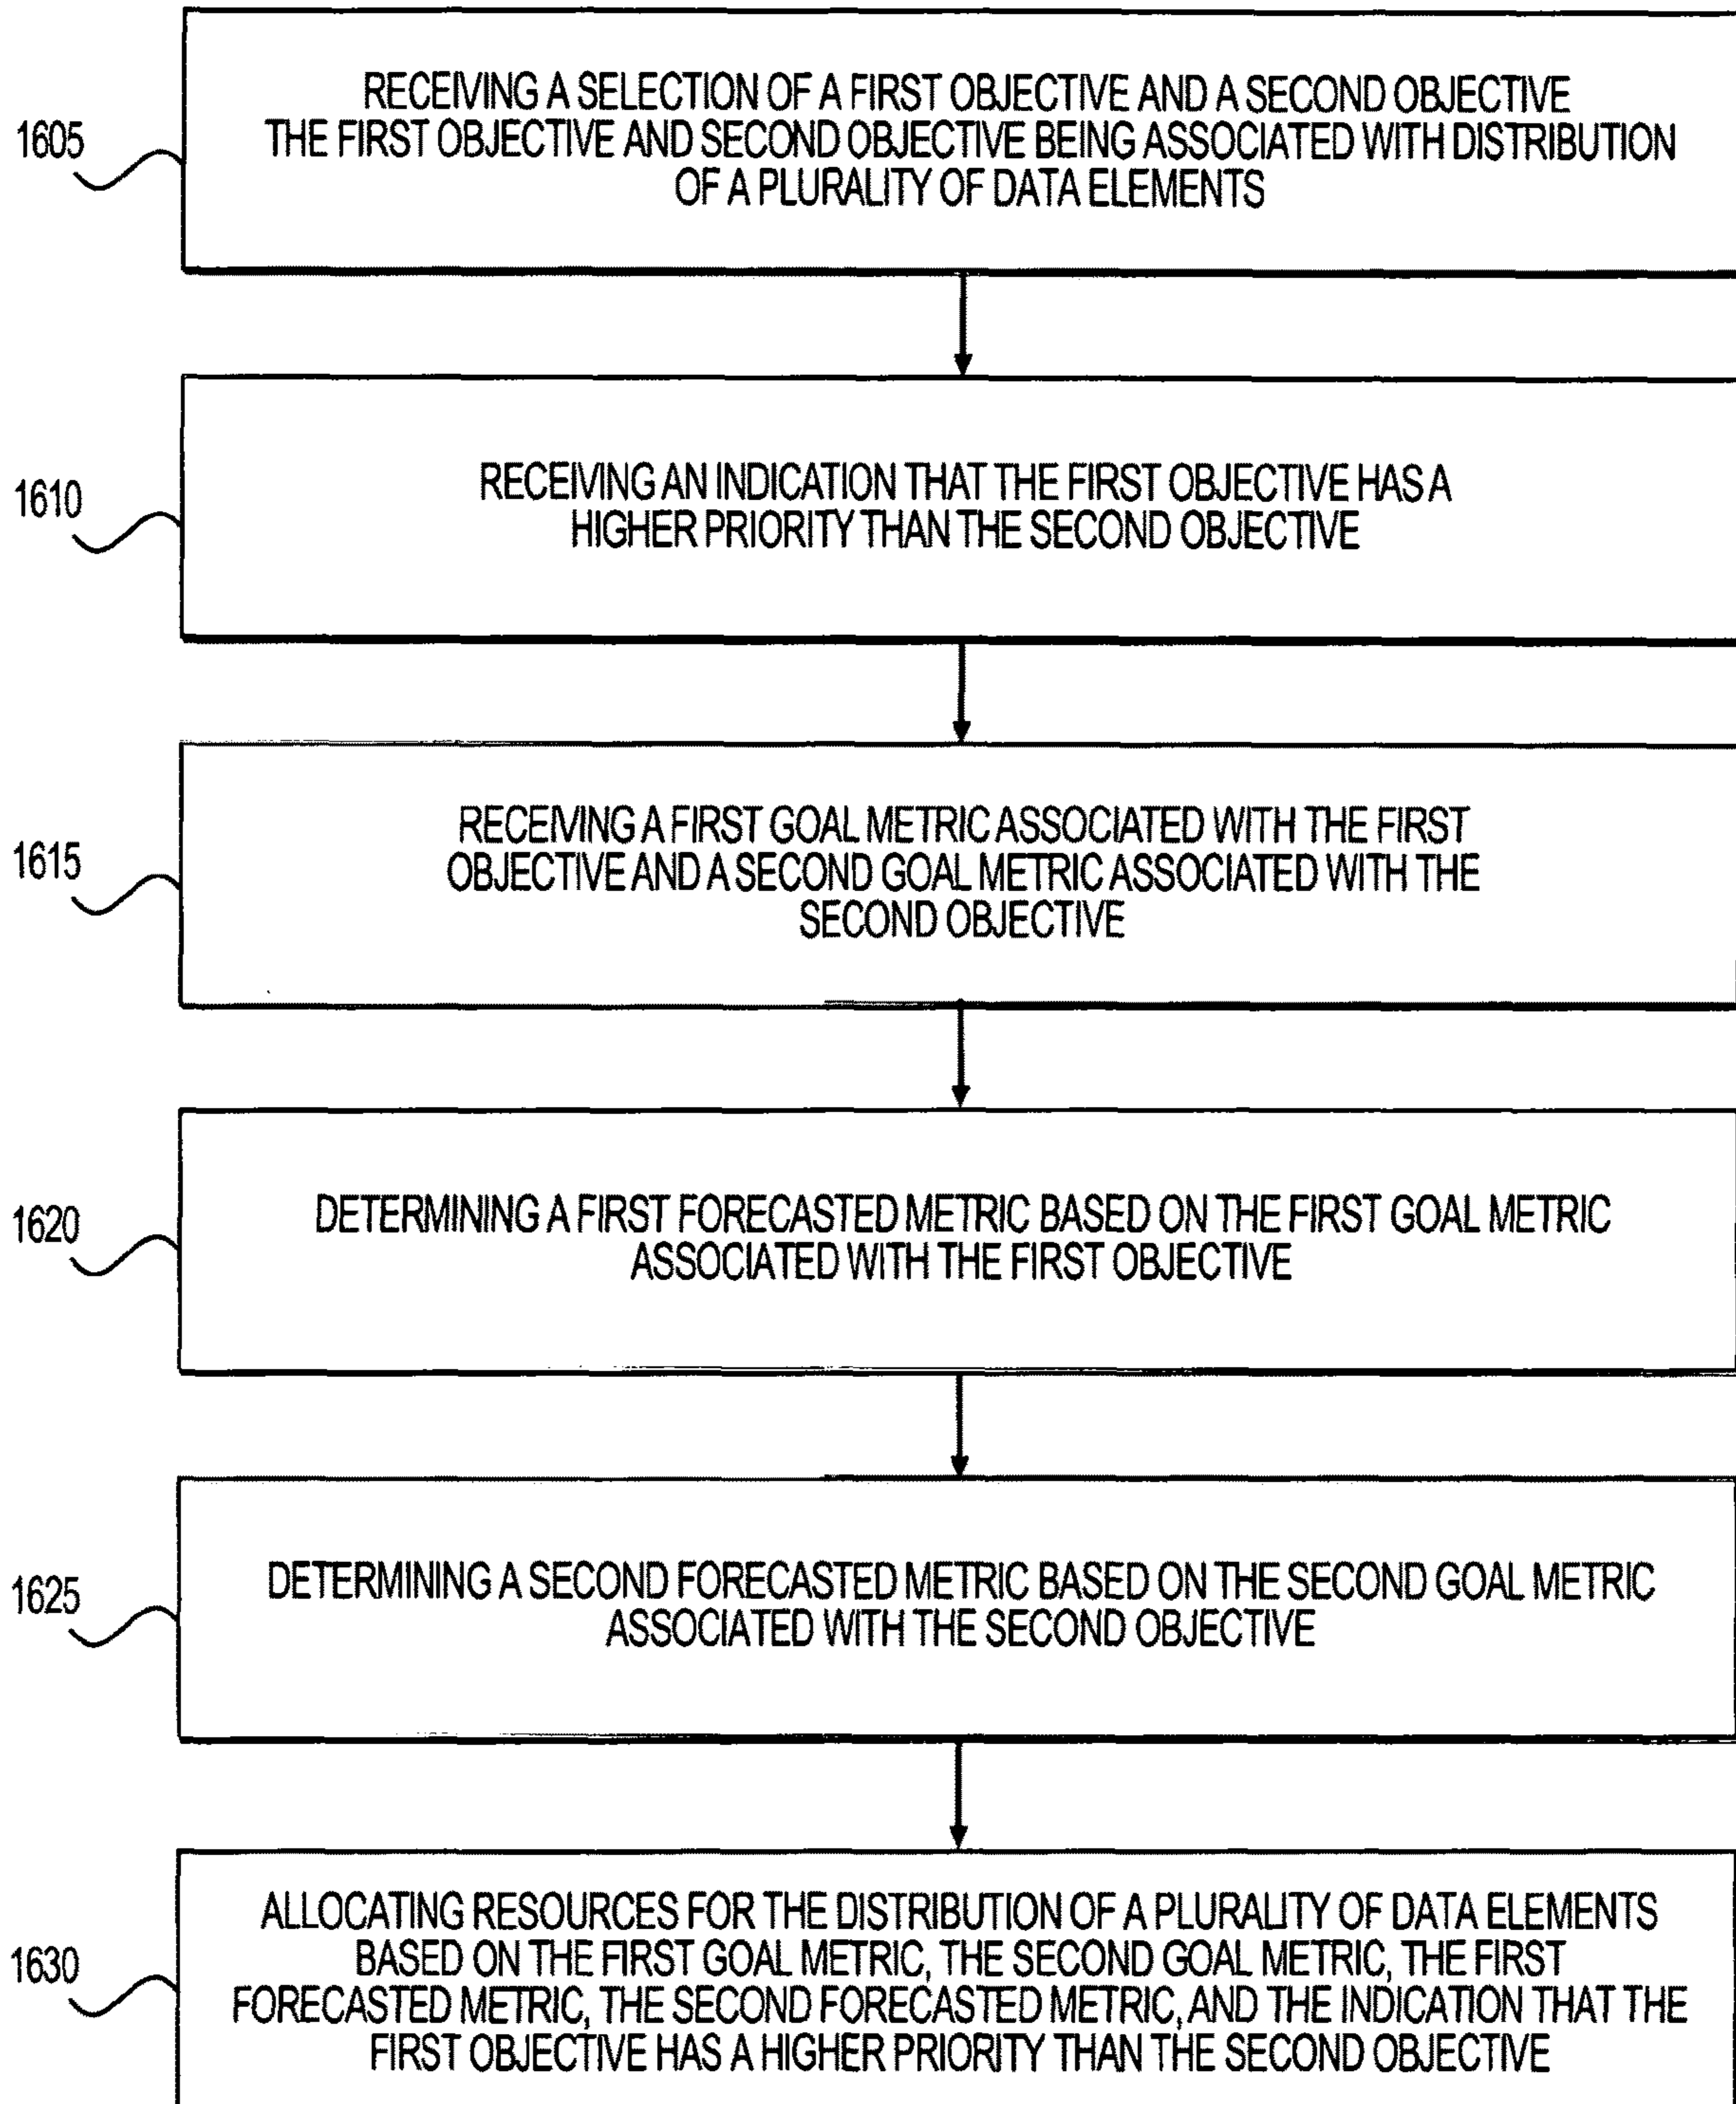 RECEIVING A SELECTION OF A FIRST OBJECTIVE AND A SECOND OBJECTIVE
THE FIRST OBJECTIVE AND SECOND OBJECTIVE BEING ASSOCIATED WITH DISTRIBUTION
OF A PLURALITY OF DATA ELEMENTS
1605
RECEIVING AN INDICATION THAT THE FIRST OBJECTIVE HAS A
HIGHER PRIORITY THAN THE SECOND OBJECTIVE
1610
RECEIVING A FIRST GOAL METRIC ASSOCIATED WITH THE FIRST
OBJECTIVE AND A SECOND GOAL METRIC ASSOCIATED WITH THE
SECOND OBJECTIVE
1615
DETERMINING A FIRST FORECASTED METRIC BASED ON THE FIRST GOAL METRIC
ASSOCIATED WITH THE FIRST OBJECTIVE
1620
DETERMINING A SECOND FORECASTED METRIC BASED ON THE SECOND GOAL METRIC
ASSOCIATED WITH THE SECOND OBJECTIVE
1625
ALLOCATING RESOURCES FOR THE DISTRIBUTION OF A PLURALITY OF DATA ELEMENTS
BASED ON THE FIRST GOAL METRIC, THE SECOND GOAL METRIC, THE FIRST
FORECASTED METRIC, THE SECOND FORECASTED METRIC, AND THE INDICATION THAT THE
FIRST OBJECTIVE HAS A HIGHER PRIORITY THAN THE SECOND OBJECTIVE
1630